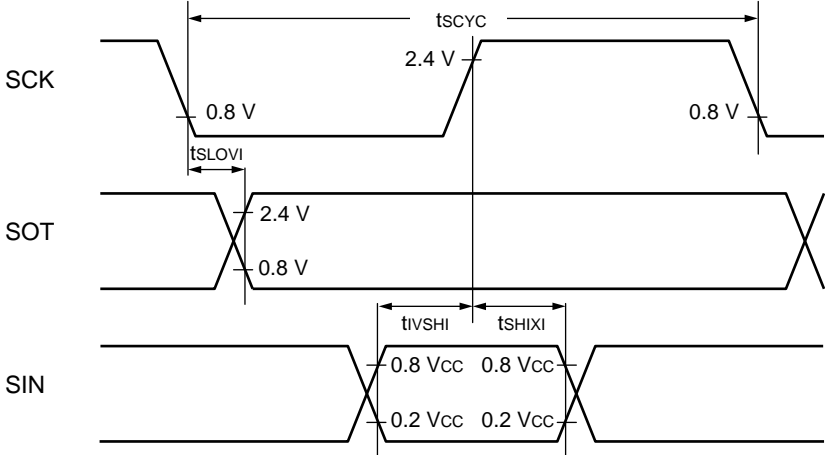 tSCYC
SCK
2.4 V
0.8 V
0.8 V
tSLOVI
SOT
2.4 V
0.8 V
tIVSHI
tSHIXI
SIN
0.8 VCC
0.8 VCC
0.2 VCC
0.2 VCC